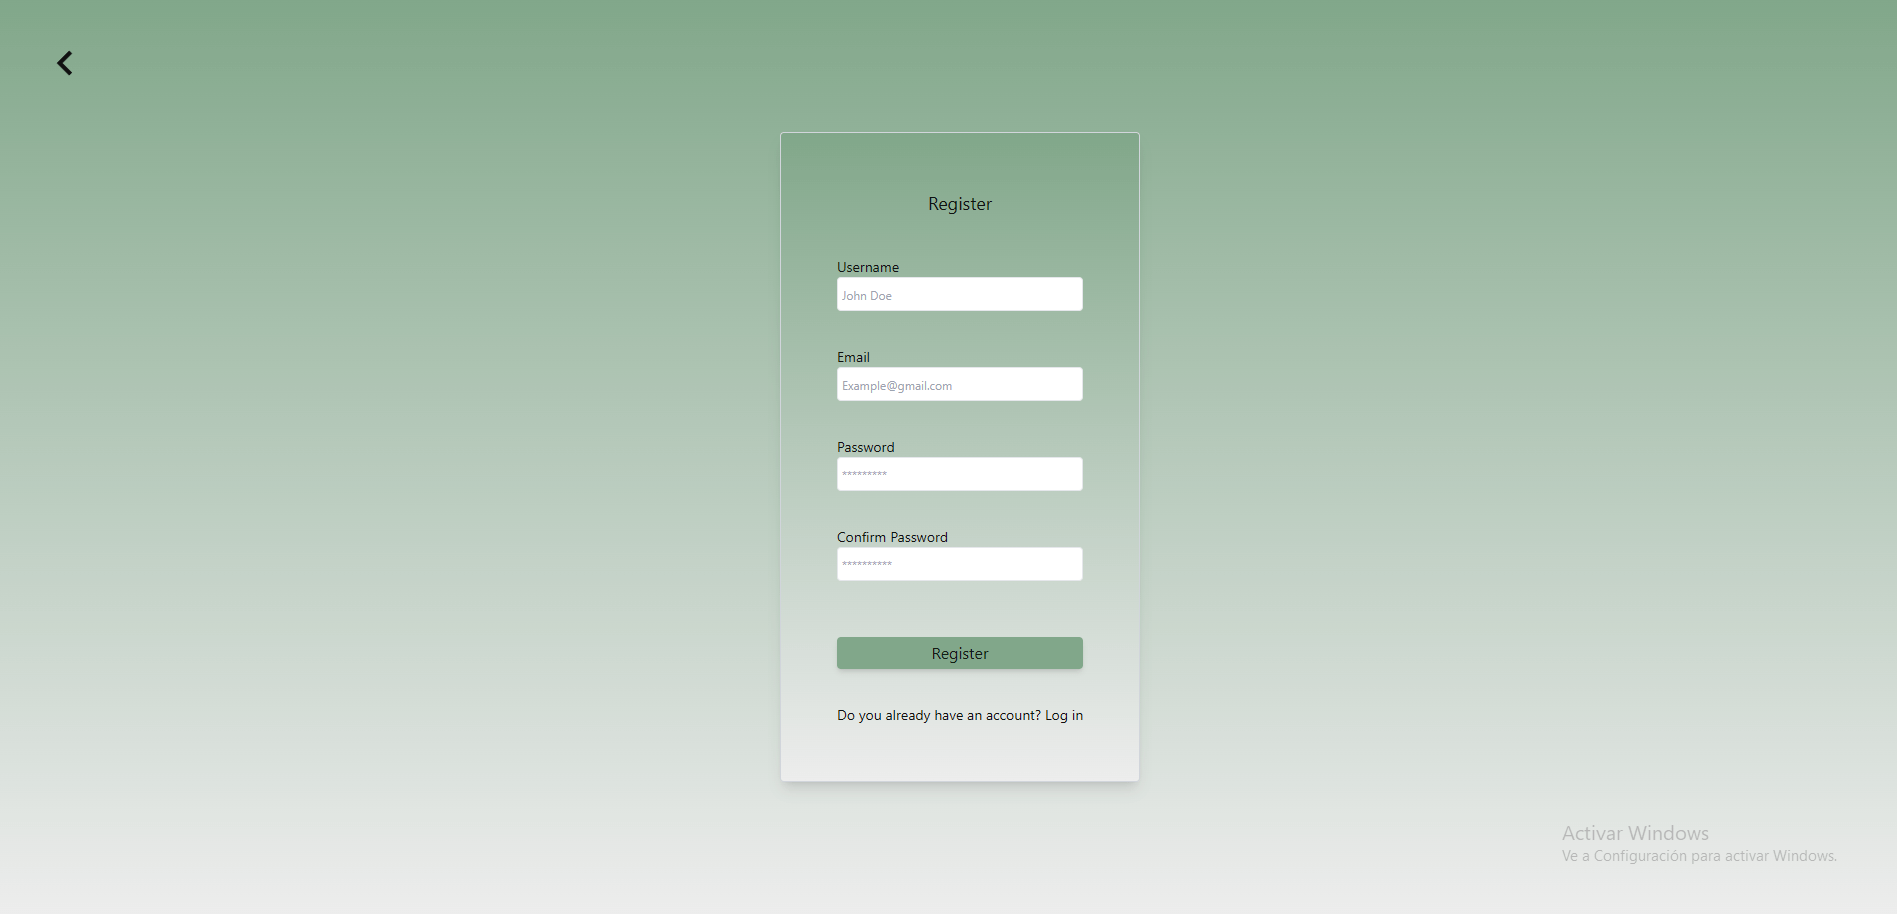 Register
Username
John Doe
Email
Example@gmail.com
Password
*********
Confirm Password
**********
Register
Do you already have an account? Log in
Activar Windows
Ve a Configuración para activar Windows.